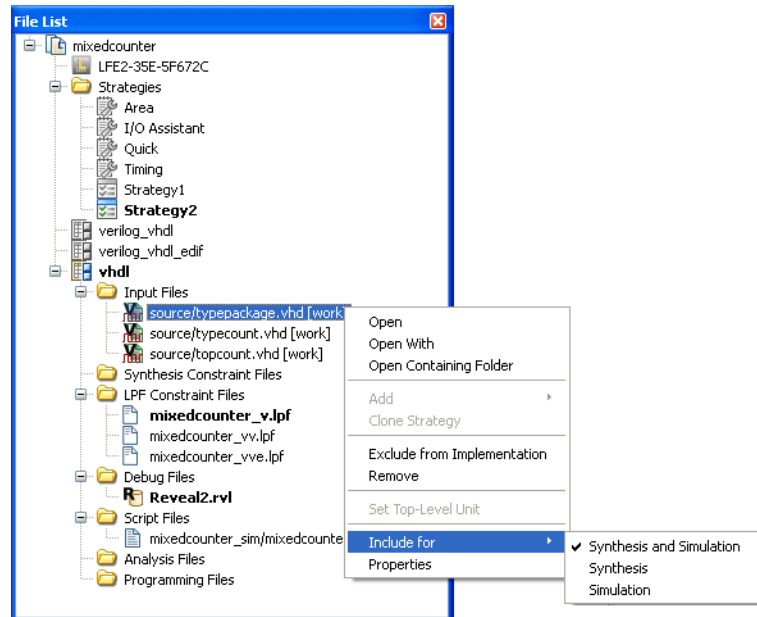 File List
mixedcounter
LFE2-35E-5F672C
Strategies
Area
I/O Assistant
Quick
Timing
Strategy1
Strategy2
verilog_vhdl
verilog_vhdl_edif
vhdl
Input Files
source/typepackage.vhd [work
source/typecount.vhd [work]
source/topcount.vhd [work]
Synthesis Constraint Files
LPF Constraint Files
mixedcounter_v.lpf
mixedcounter_vv.lpf
mixedcounter_vve.lpf
Debug Files
Reveal2.rvl
Script Files
mixedcounter_sim/mixedcounte
Analysis Files
Programming Files
Open
Open With
Open Containing Folder
Add
Clone Strategy
Exclude from Implementation
Remove
Set Top-Level Unit
Include for
Properties
Synthesis and Simulation
Synthesis
Simulation